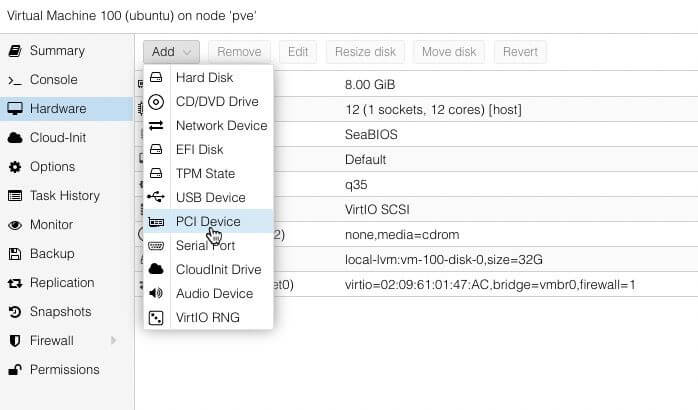 Virtual Machine 100 (ubuntu) on node 'pve'
Summary
Console
Hardware
Cloud-Init
Options
Task History
Monitor
Backup
Replication
Snapshots
Firewall
Permissions
Add Remove Edit Resize disk Move disk Revert
Hard Disk
CD/DVD Drive
Network Device
EFI Disk
TPM State
USB Device
PCI Device
Serial Port
CloudInit Drive
Audio Device
VirtIO RNG
8.00 GiB
12 (1 sockets, 12 cores) [host]
SeaBIOS
Default
q35
VirtIO SCSI
2) none,media=cdrom
local-lvm:vm-100-disk-0,size=32G
et0) virtio=02:09:61:01:47:AC,bridge=vmbr0,firewall=1